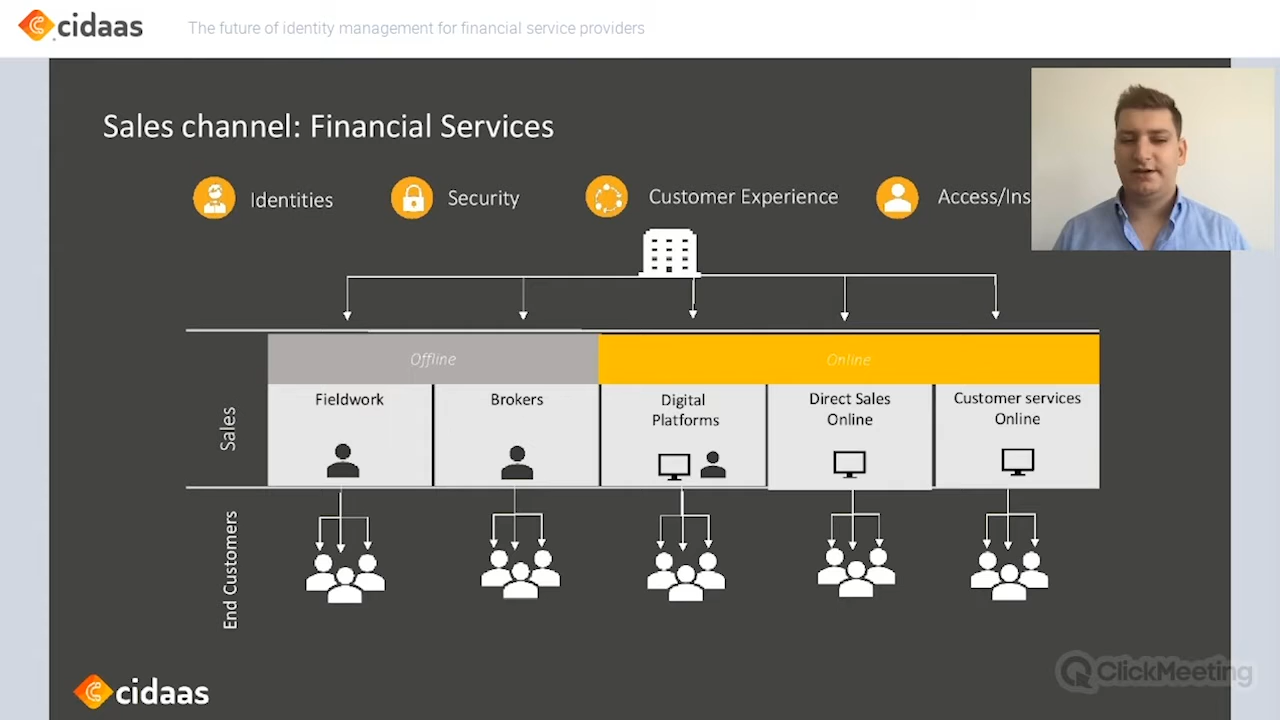 cidaas
The future of identity management for financial service providers
Sales channel: Financial Services
Identities
Security
Customer Experience
Access/Ins
Offline
Online
Sales
Fieldwork
Brokers
Digital
Platforms
Direct Sales
Online
Customer services
Online
End Customers
cidaas
ClickMeeting